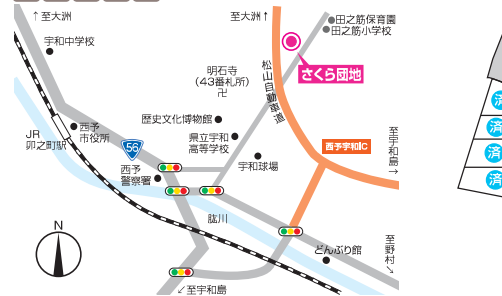 ↑至大洲
至大洲↑
田之筋保育園
田之筋小学校
宇和中学校
さくら団地
明石寺
(43番札所)
卍
松山自動車道
歴史文化博物館
県立宇和
高等学校
西予
市役所
JR
卯之町駅
56
西予宇和IC
至宇和島→
宇和球場
西予
警察署
肱川
どんぶり館
至野村↘
N
↙至宇和島
済
済
済
済